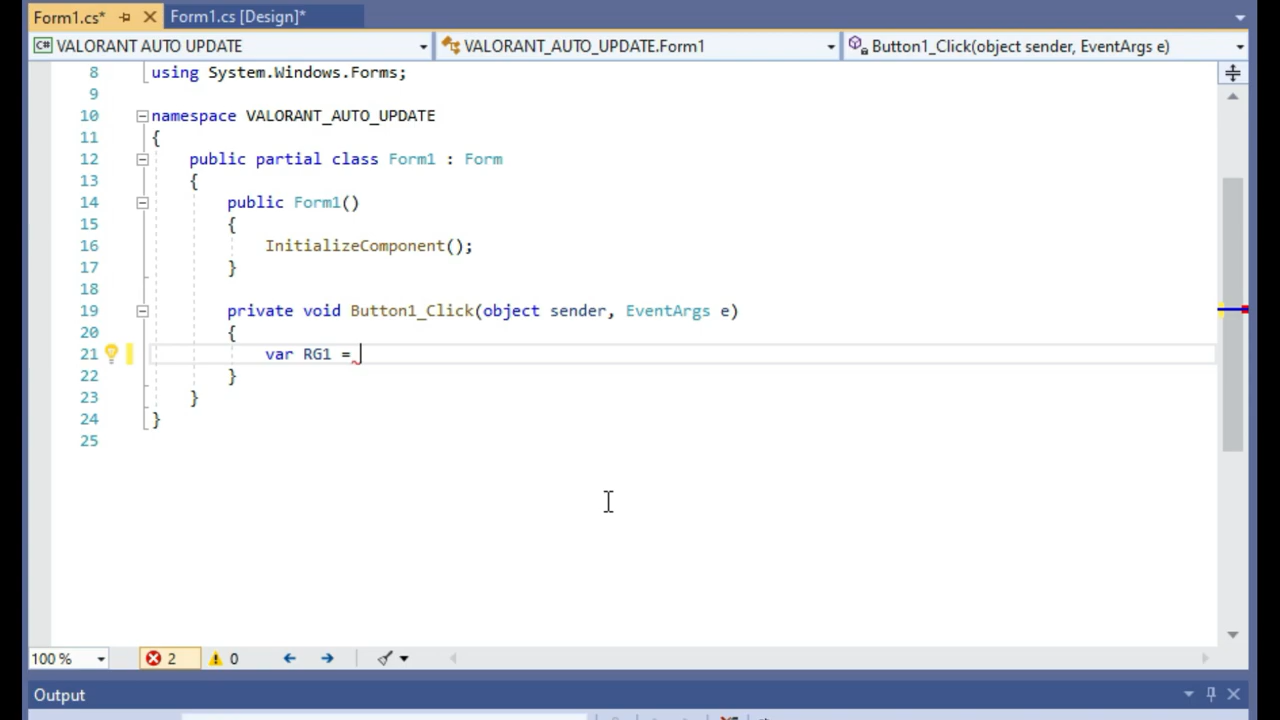 Form1.cs*
Form1.cs [Design]*
C# VALORANT AUTO UPDATE
VALORANT_AUTO_UPDATE.Form1
Button1_Click(object sender, EventArgs e)
8 using System.Windows.Forms;
9
10 namespace VALORANT_AUTO_UPDATE
11 {
12 public partial class Form1 : Form
13 {
14 public Form1()
15 {
16 InitializeComponent();
17 }
18
19 private void Button1_Click(object sender, EventArgs e)
20 {
21 var RG1 =
22 }
23 }
24 }
25
100 % 2 0
Output